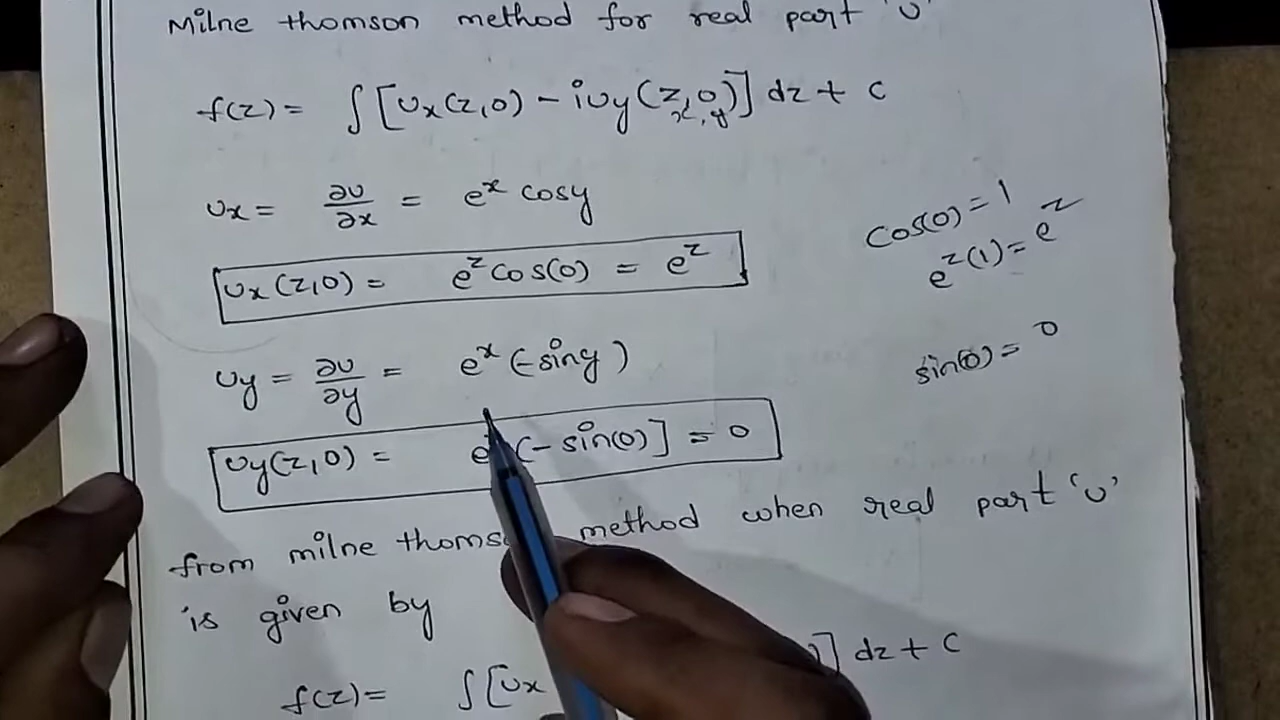 Milne thomson method for real part 'u'
f(z) = ∫[ux(z,0) - iuy(z,0)] dz + c
x,y
ux = ∂u/∂x = e^x cosy
cos(0) = 1
e^z(1) = e^z
ux(z,0) = e^z cos(0) = e^z
uy = ∂u/∂y = e^x (-siny)
sin(0) = 0
uy(z,0) = e (- sin(0)] = 0
from milne method when real part 'u'
is given by
f(z) = ∫[ux ] dz + c